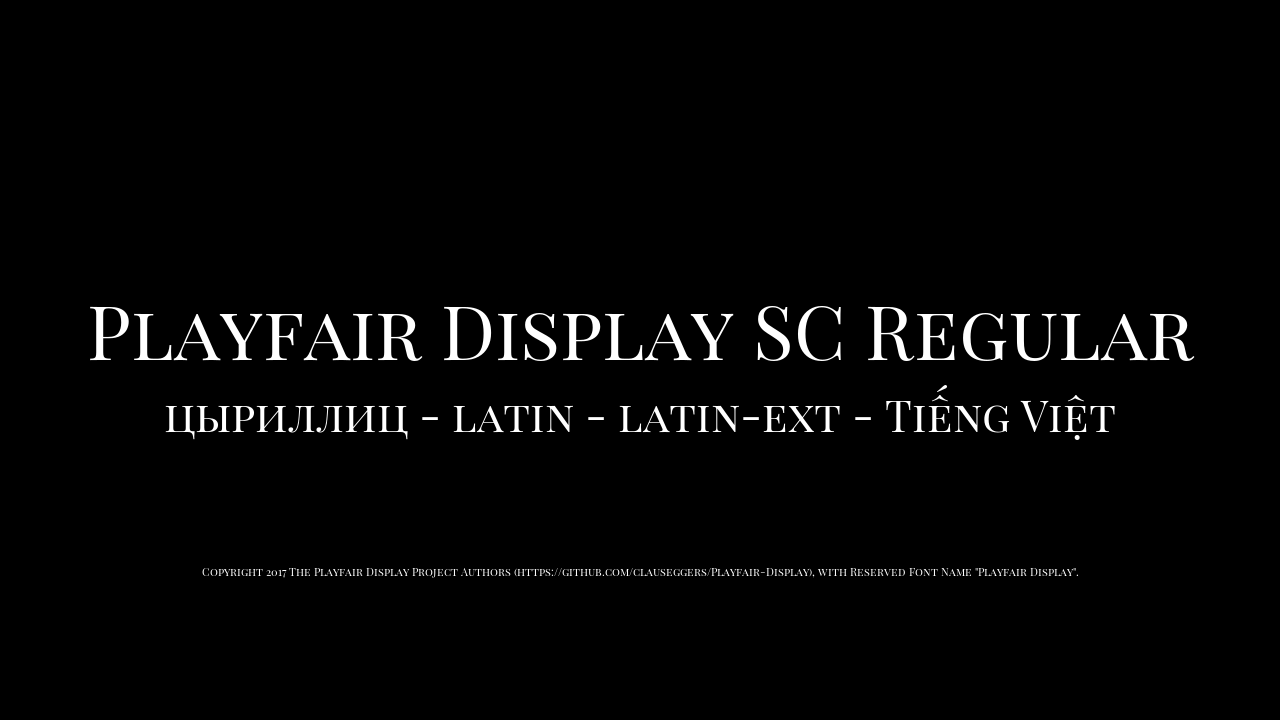 Playfair Display SC Regular
цыриллиц - latin - latin-ext - Tiếng Việt
Copyright 2017 The Playfair Display Project Authors (https://github.com/clauseggers/Playfair-Display), with Reserved Font Name "Playfair Display".